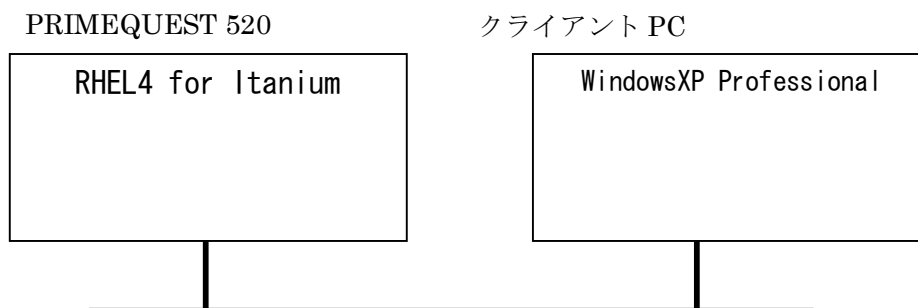 PRIMEQUEST 520
クライアント PC
RHEL4 for Itanium
WindowsXP Professional